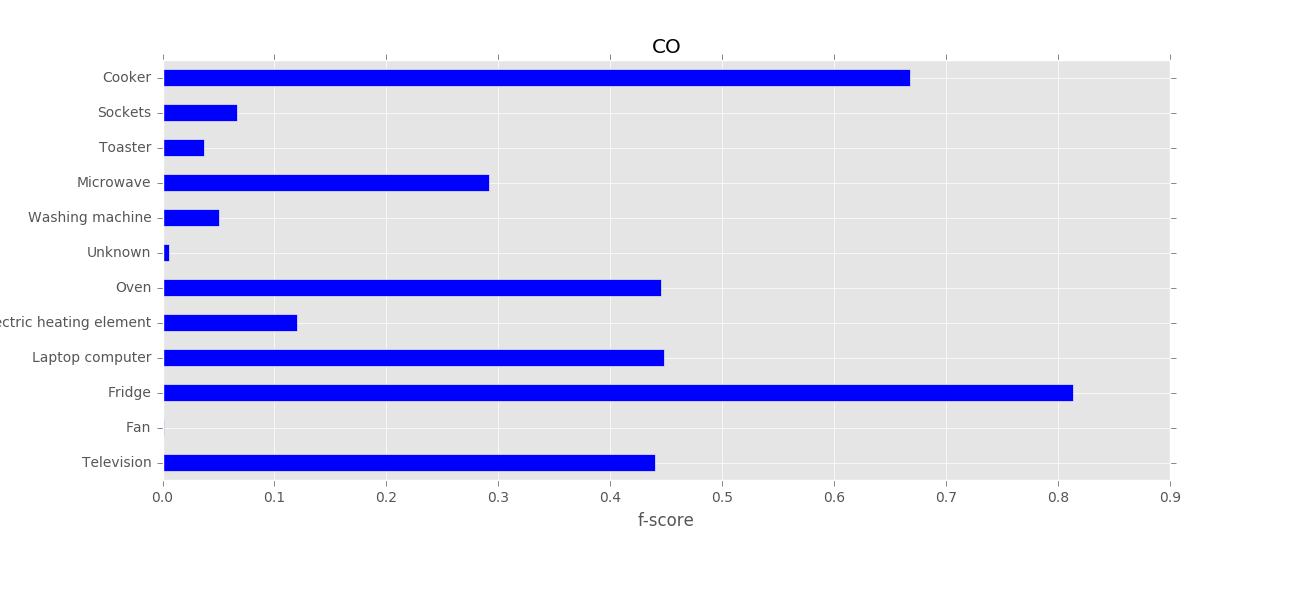 CO
Cooker
Sockets
Toaster
Microwave
Washing machine
Unknown
Oven
ectric heating element
Laptop computer
Fridge
Fan
Television
0.0 0.1 0.2 0.3 0.4 0.5 0.6 0.7 0.8 0.9
f-score